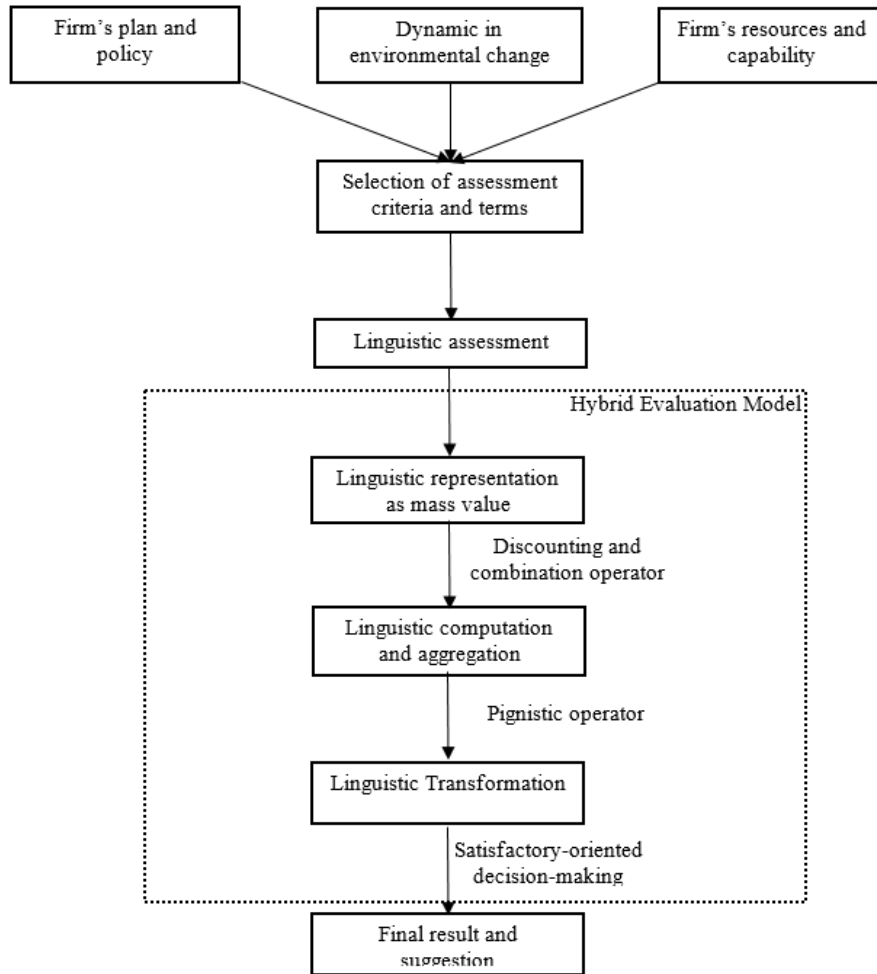 Firm’s plan and
policy
Dynamic in
environmental change
Firm’s resources and
capability
Selection of assessment
criteria and terms
Linguistic assessment
Hybrid Evaluation Model
Linguistic representation
as mass value
Discounting and
combination operator
Linguistic computation
and aggregation
Pignistic operator
Linguistic Transformation
Satisfactory-oriented
decision-making
Final result and
suggestion